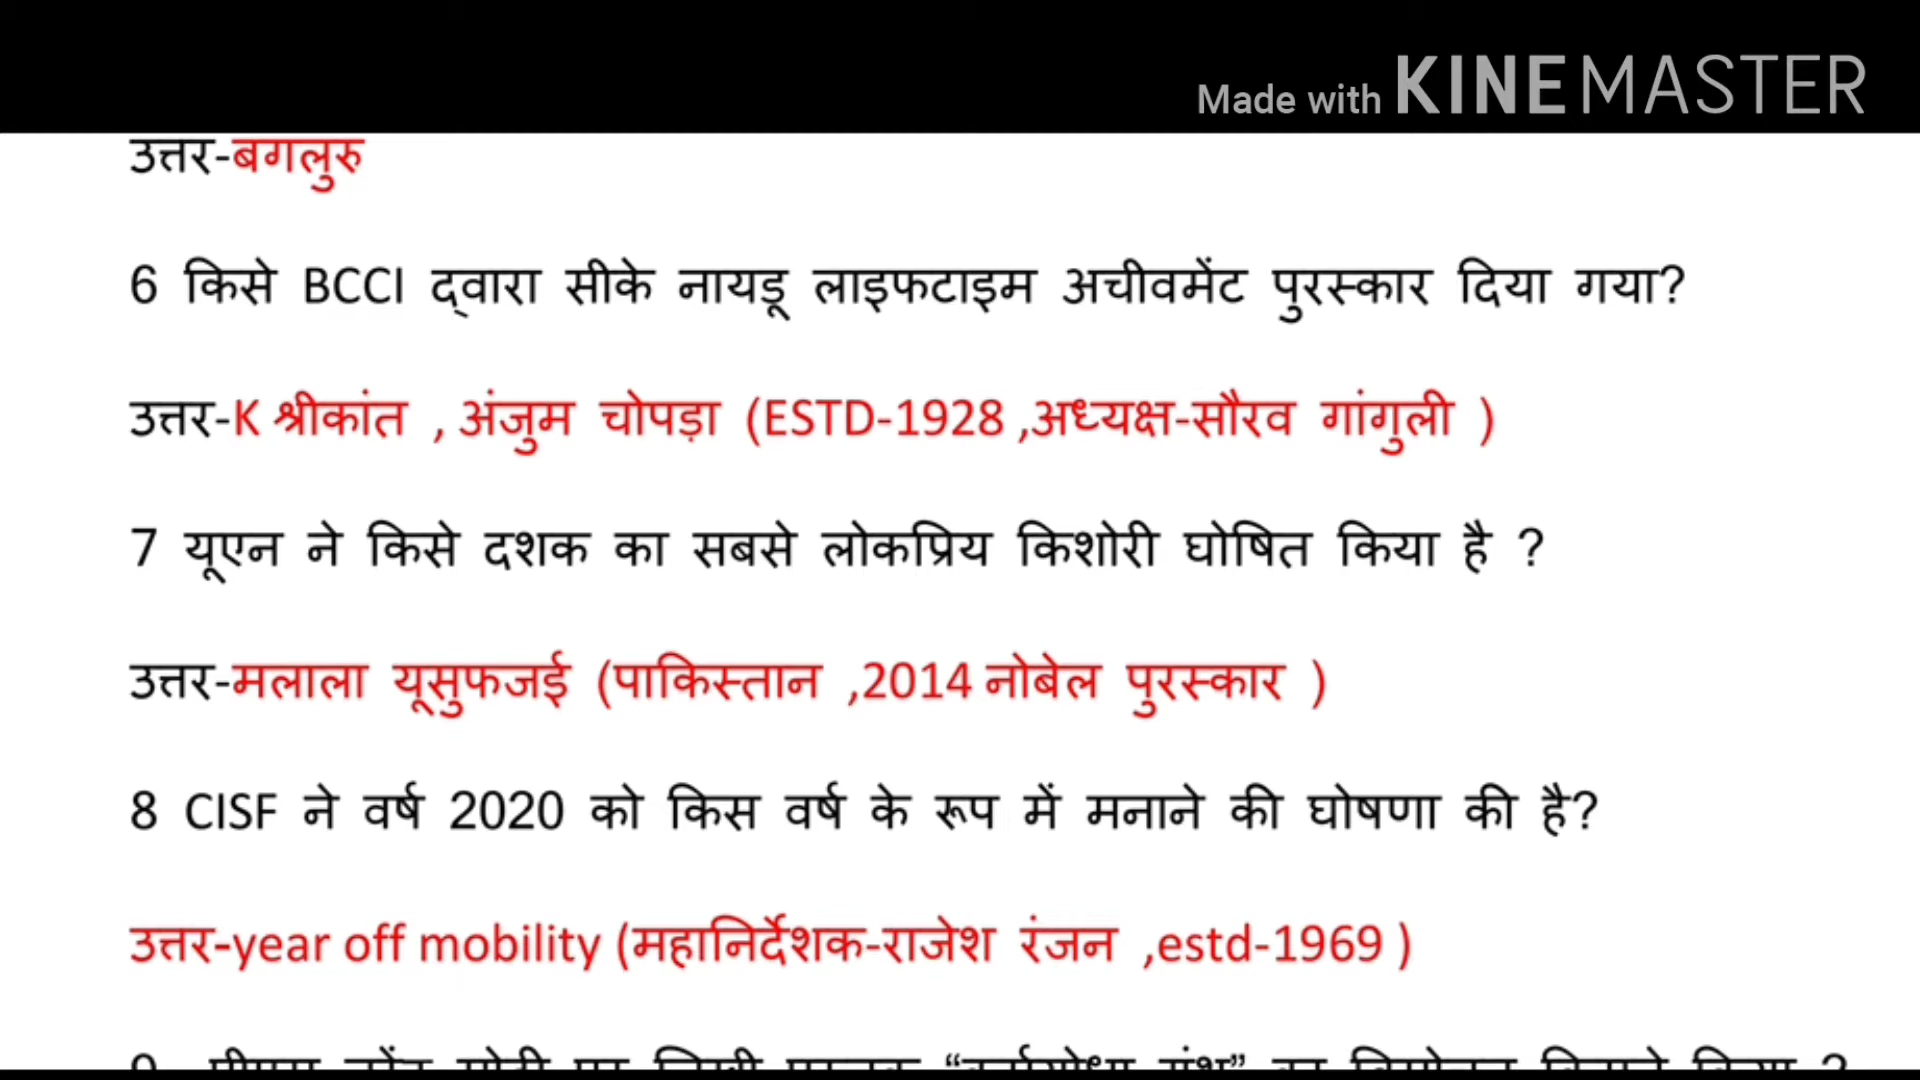 Made with KINEMASTER
उत्तर-बगलुरु
6 किसे BCCI द्वारा सीके नायडू लाइफटाइम अचीवमेंट पुरस्कार दिया गया?
उत्तर-K श्रीकांत , अंजुम चोपड़ा (ESTD-1928 ,अध्यक्ष-सौरव गांगुली )
7 यूएन ने किसे दशक का सबसे लोकप्रिय किशोरी घोषित किया है ?
उत्तर-मलाला यूसुफजई (पाकिस्तान ,2014 नोबेल पुरस्कार )
8 CISF ने वर्ष 2020 को किस वर्ष के रूप में मनाने की घोषणा की है?
उत्तर-year off mobility (महानिर्देशक-राजेश रंजन ,estd-1969 )